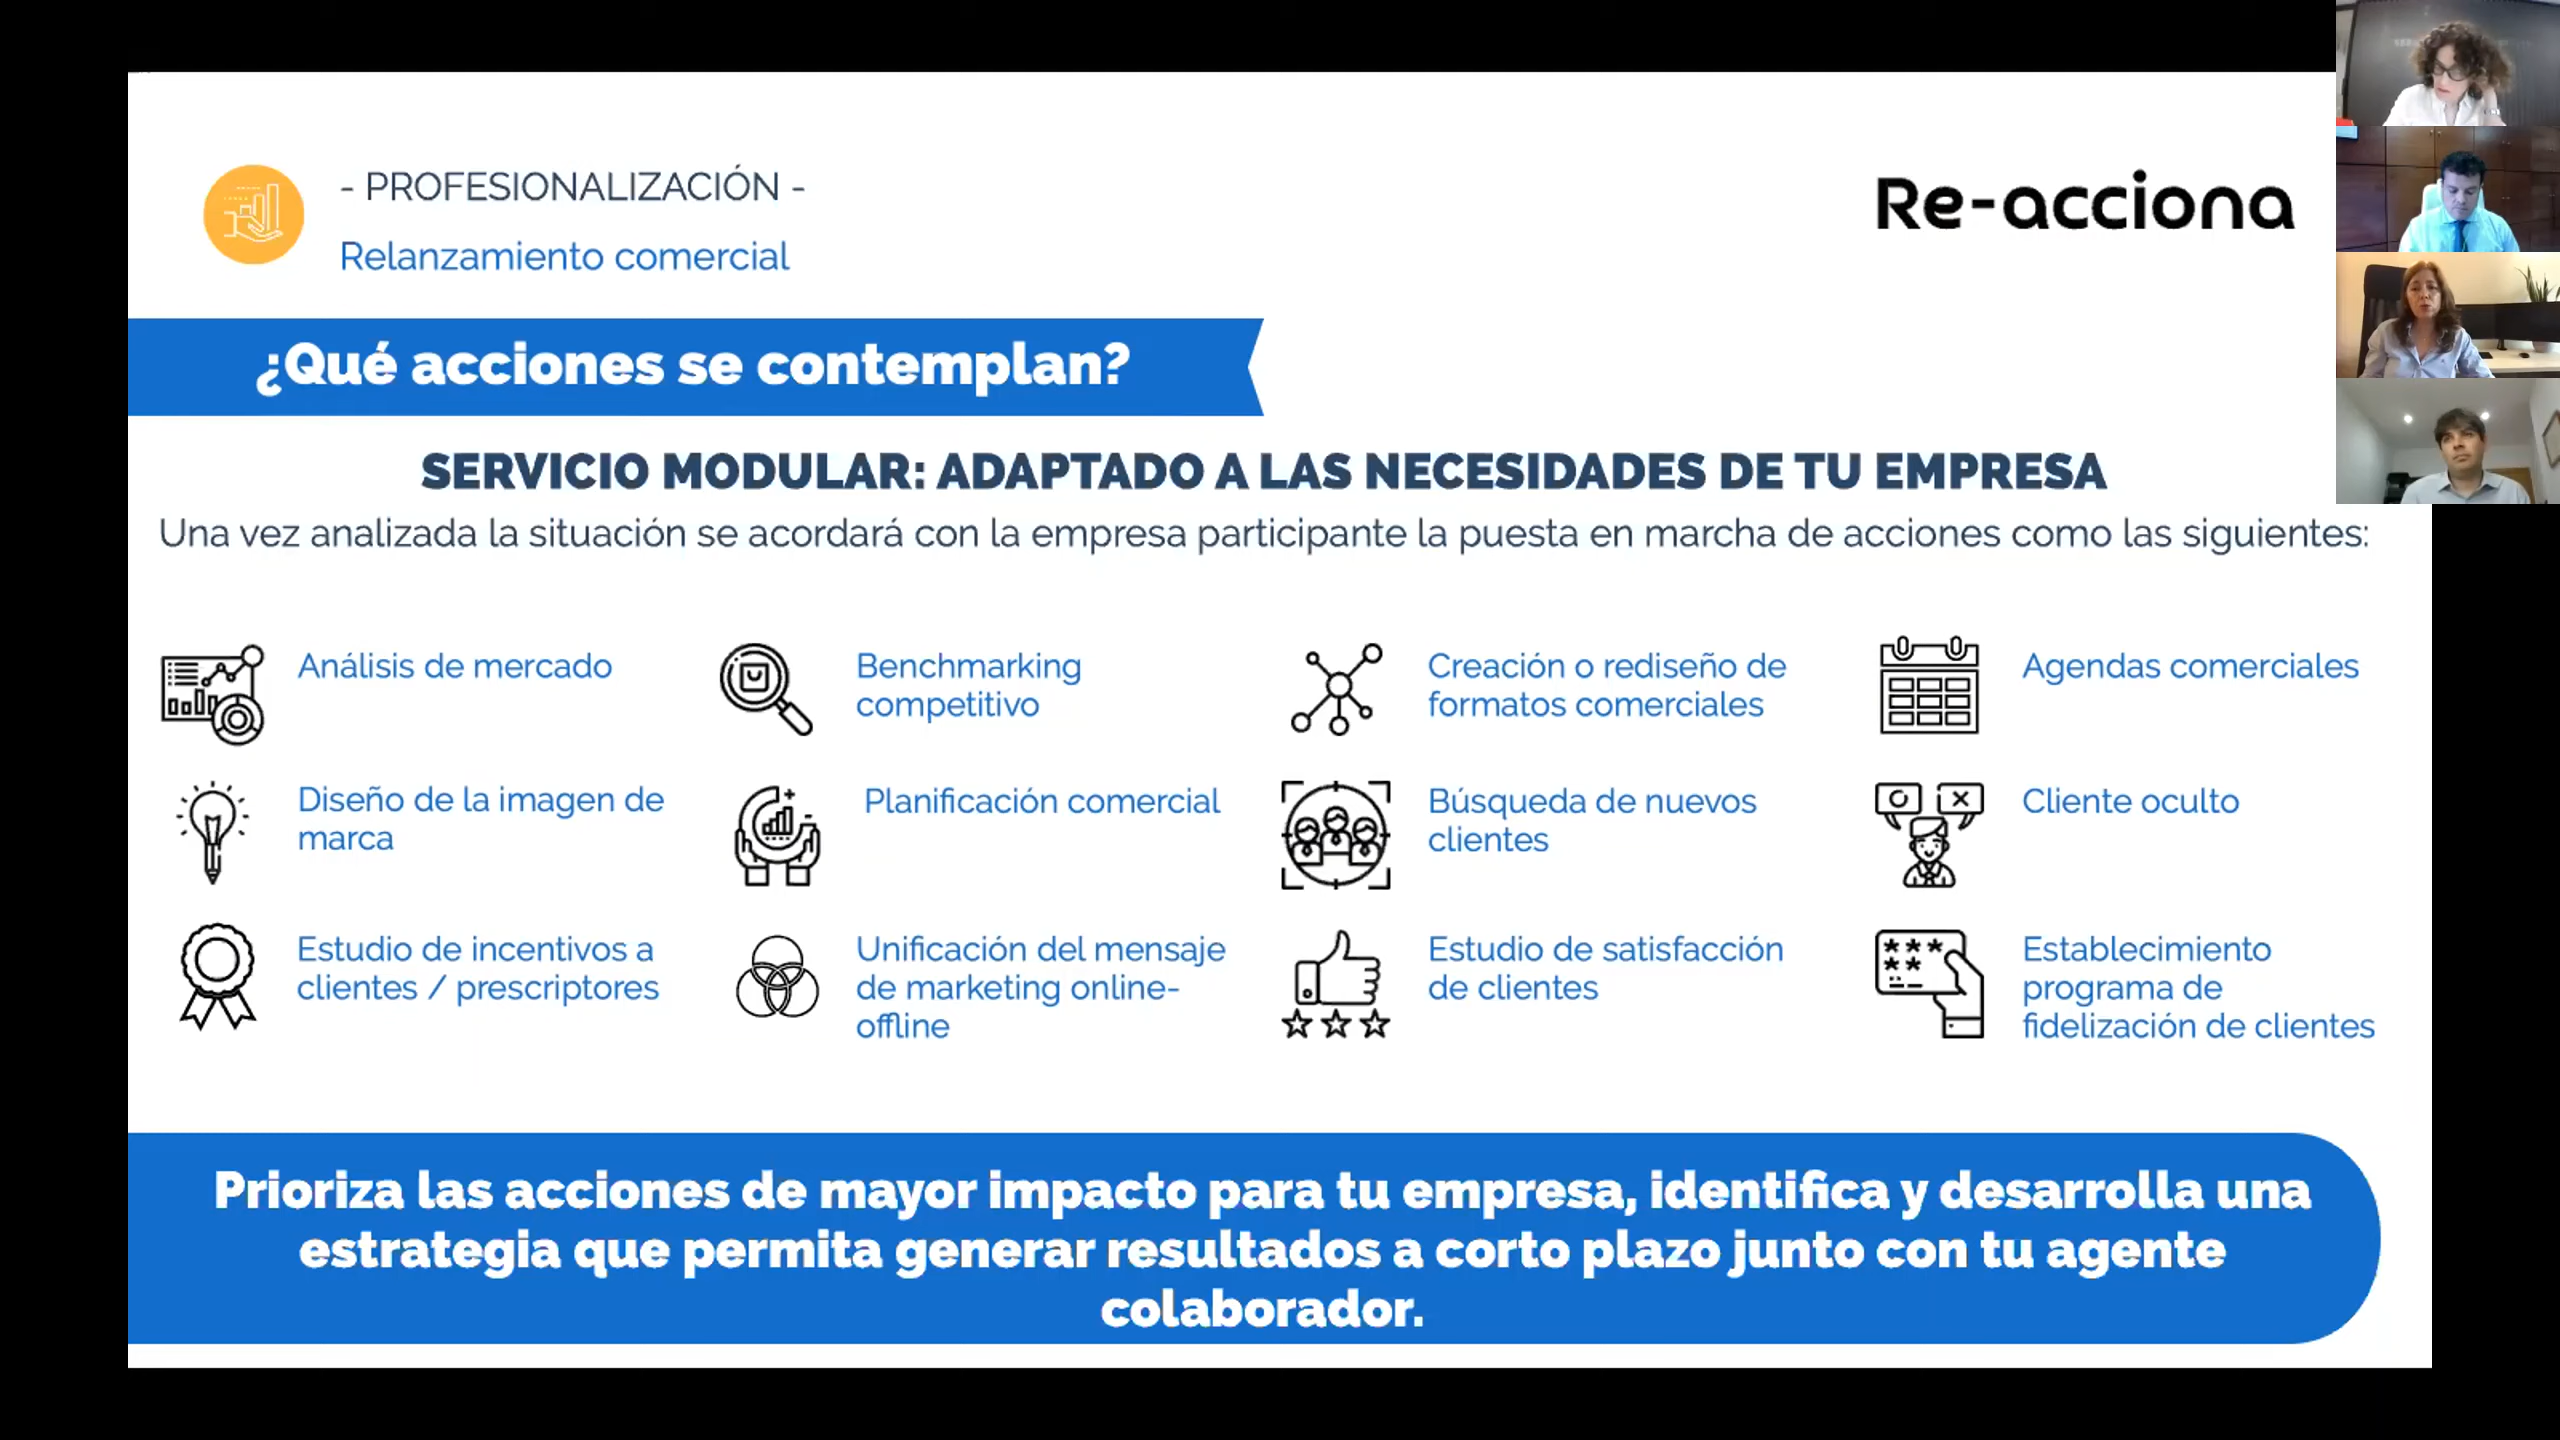 - PROFESIONALIZACIÓN -
Relanzamiento comercial
Re-acciona
¿Qué acciones se contemplan?
SERVICIO MODULAR: ADAPTADO A LAS NECESIDADES DE TU EMPRESA
Una vez analizada la situación se acordará con la empresa participante la puesta en marcha de acciones como las siguientes:
Análisis de mercado
Benchmarking
competitivo
Creación o rediseño de
formatos comerciales
Agendas comerciales
Diseño de la imagen de
marca
Planificación comercial
Búsqueda de nuevos
clientes
Cliente oculto
Estudio de incentivos a
clientes / prescriptores
Unificación del mensaje
de marketing online-
offline
Estudio de satisfacción
de clientes
Establecimiento
programa de
fidelización de clientes
Prioriza las acciones de mayor impacto para tu empresa, identifica y desarrolla una
estrategia que permita generar resultados a corto plazo junto con tu agente
colaborador.